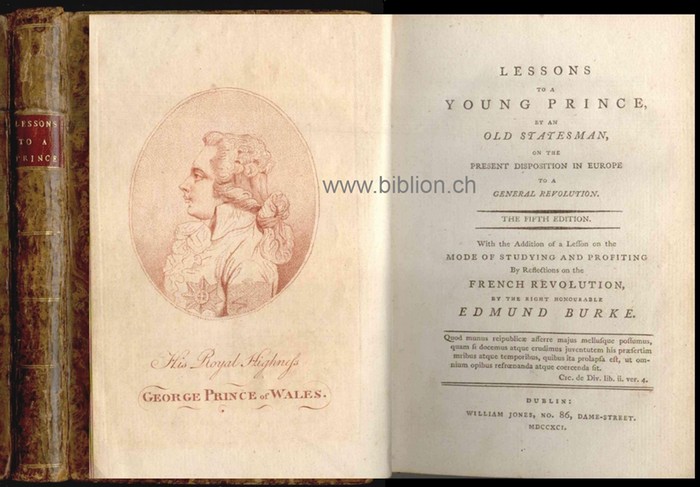 LESSONS
TO A
PRINCE
His Royal Highneſs
GEORGE PRINCE of WALES.
www.biblion.ch
LESSONS
TO A
YOUNG PRINCE,
BY AN
OLD STATESMAN,
ON THE
PRESENT DISPOSITION IN EUROPE
TO A
GENERAL REVOLUTION.
THE FIFTH EDITION.
With the Addition of a Leſſon on the
MODE OF STUDYING AND PROFITING
By Reflections on the
FRENCH REVOLUTION,
BY THE RIGHT HONOURABLE
EDMUND BURKE.
Quod munus reipublicæ afferre majus meliuſque poſſumus,
quam ſi docemus atque erudimus juventutem his præſertim
moribus atque temporibus, quibus ita prolapſa eſt, ut om-
nium opibus refrænanda atque coercenda ſit.
Cic. de Div. lib. ii. ver. 4.
DUBLIN:
WILLIAM JONES, NO. 86, DAME-STREET.
MDCCXCI.